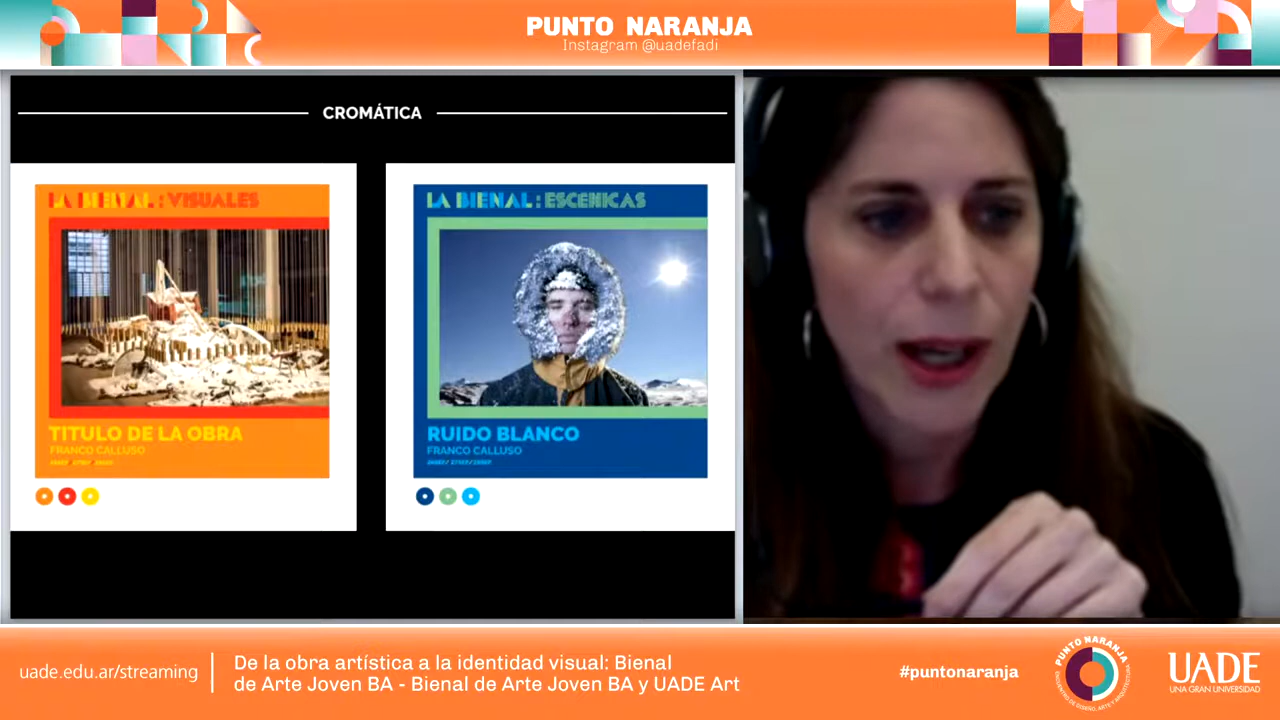 PUNTO NARANJA
Instagram @uadefadi
CROMÁTICA
LA BIENAL: VISUALES
TITULO DE LA OBRA
FRANCO CALLUSO
LA BIENAL: ESCENICAS
RUIDO BLANCO
FRANCO CALLUSO
uade.edu.ar/streaming
De la obra artística a la identidad visual: Bienal
de Arte Joven BA - Bienal de Arte Joven BA y UADE Art
#puntonaranja
PUNTO NARANJA
UADE
UNA GRAN UNIVERSIDAD